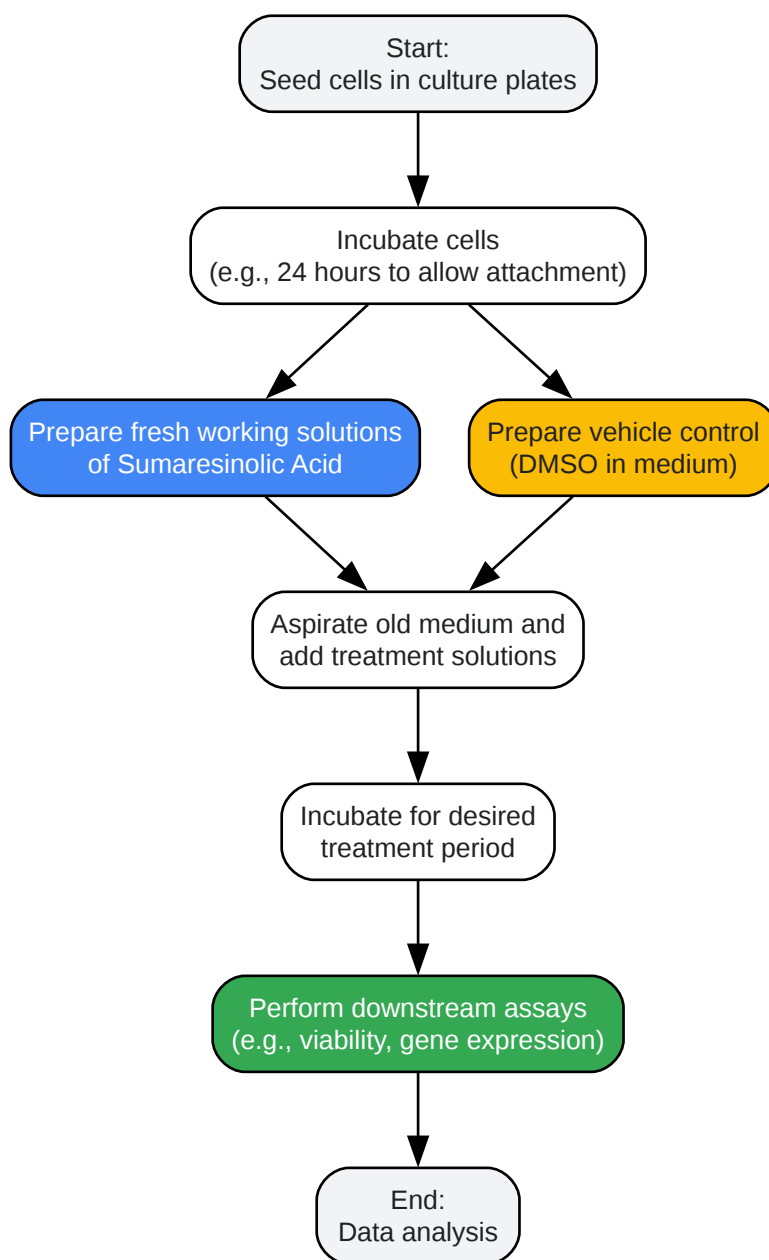 Start:
Seed cells in culture plates
Incubate cells
(e.g., 24 hours to allow attachment)
Prepare fresh working solutions
of Sumaresinolic Acid
Prepare vehicle control
(DMSO in medium)
Aspirate old medium and
add treatment solutions
Incubate for desired
treatment period
Perform downstream assays
(e.g., viability, gene expression)
End:
Data analysis